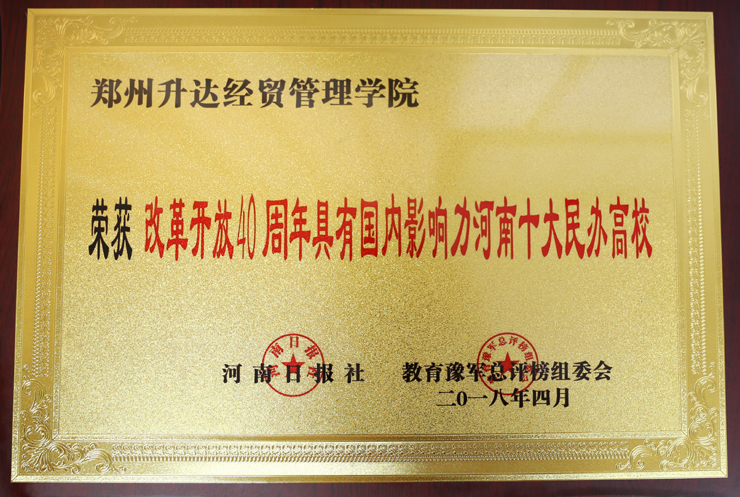 郑州升达经贸管理学院
荣获 改革开放40周年具有国内影响力河南十大民办高校
河南日报社 教育豫军总评榜组委会
二〇一八年四月